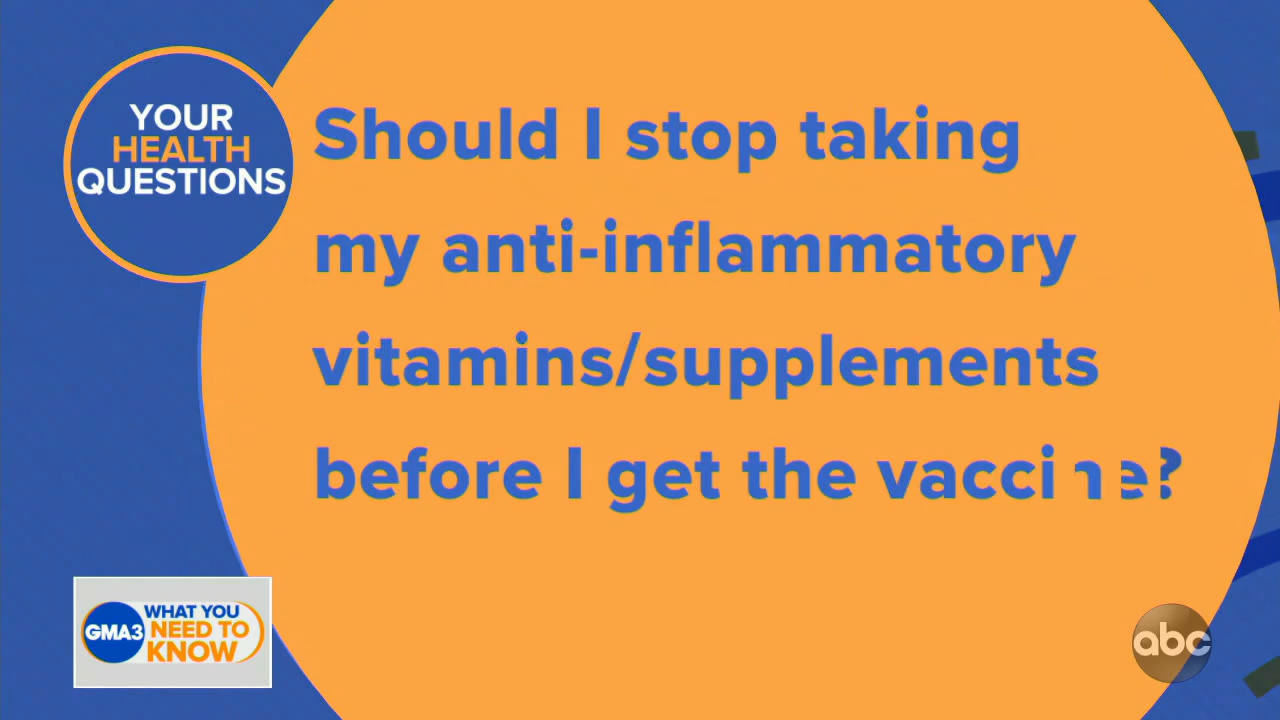 YOUR
HEALTH
QUESTIONS
Should I stop taking
my anti-inflammatory
vitamins/supplements
before I get the vaccine?
GMA3
WHAT YOU
NEED TO
KNOW
abc